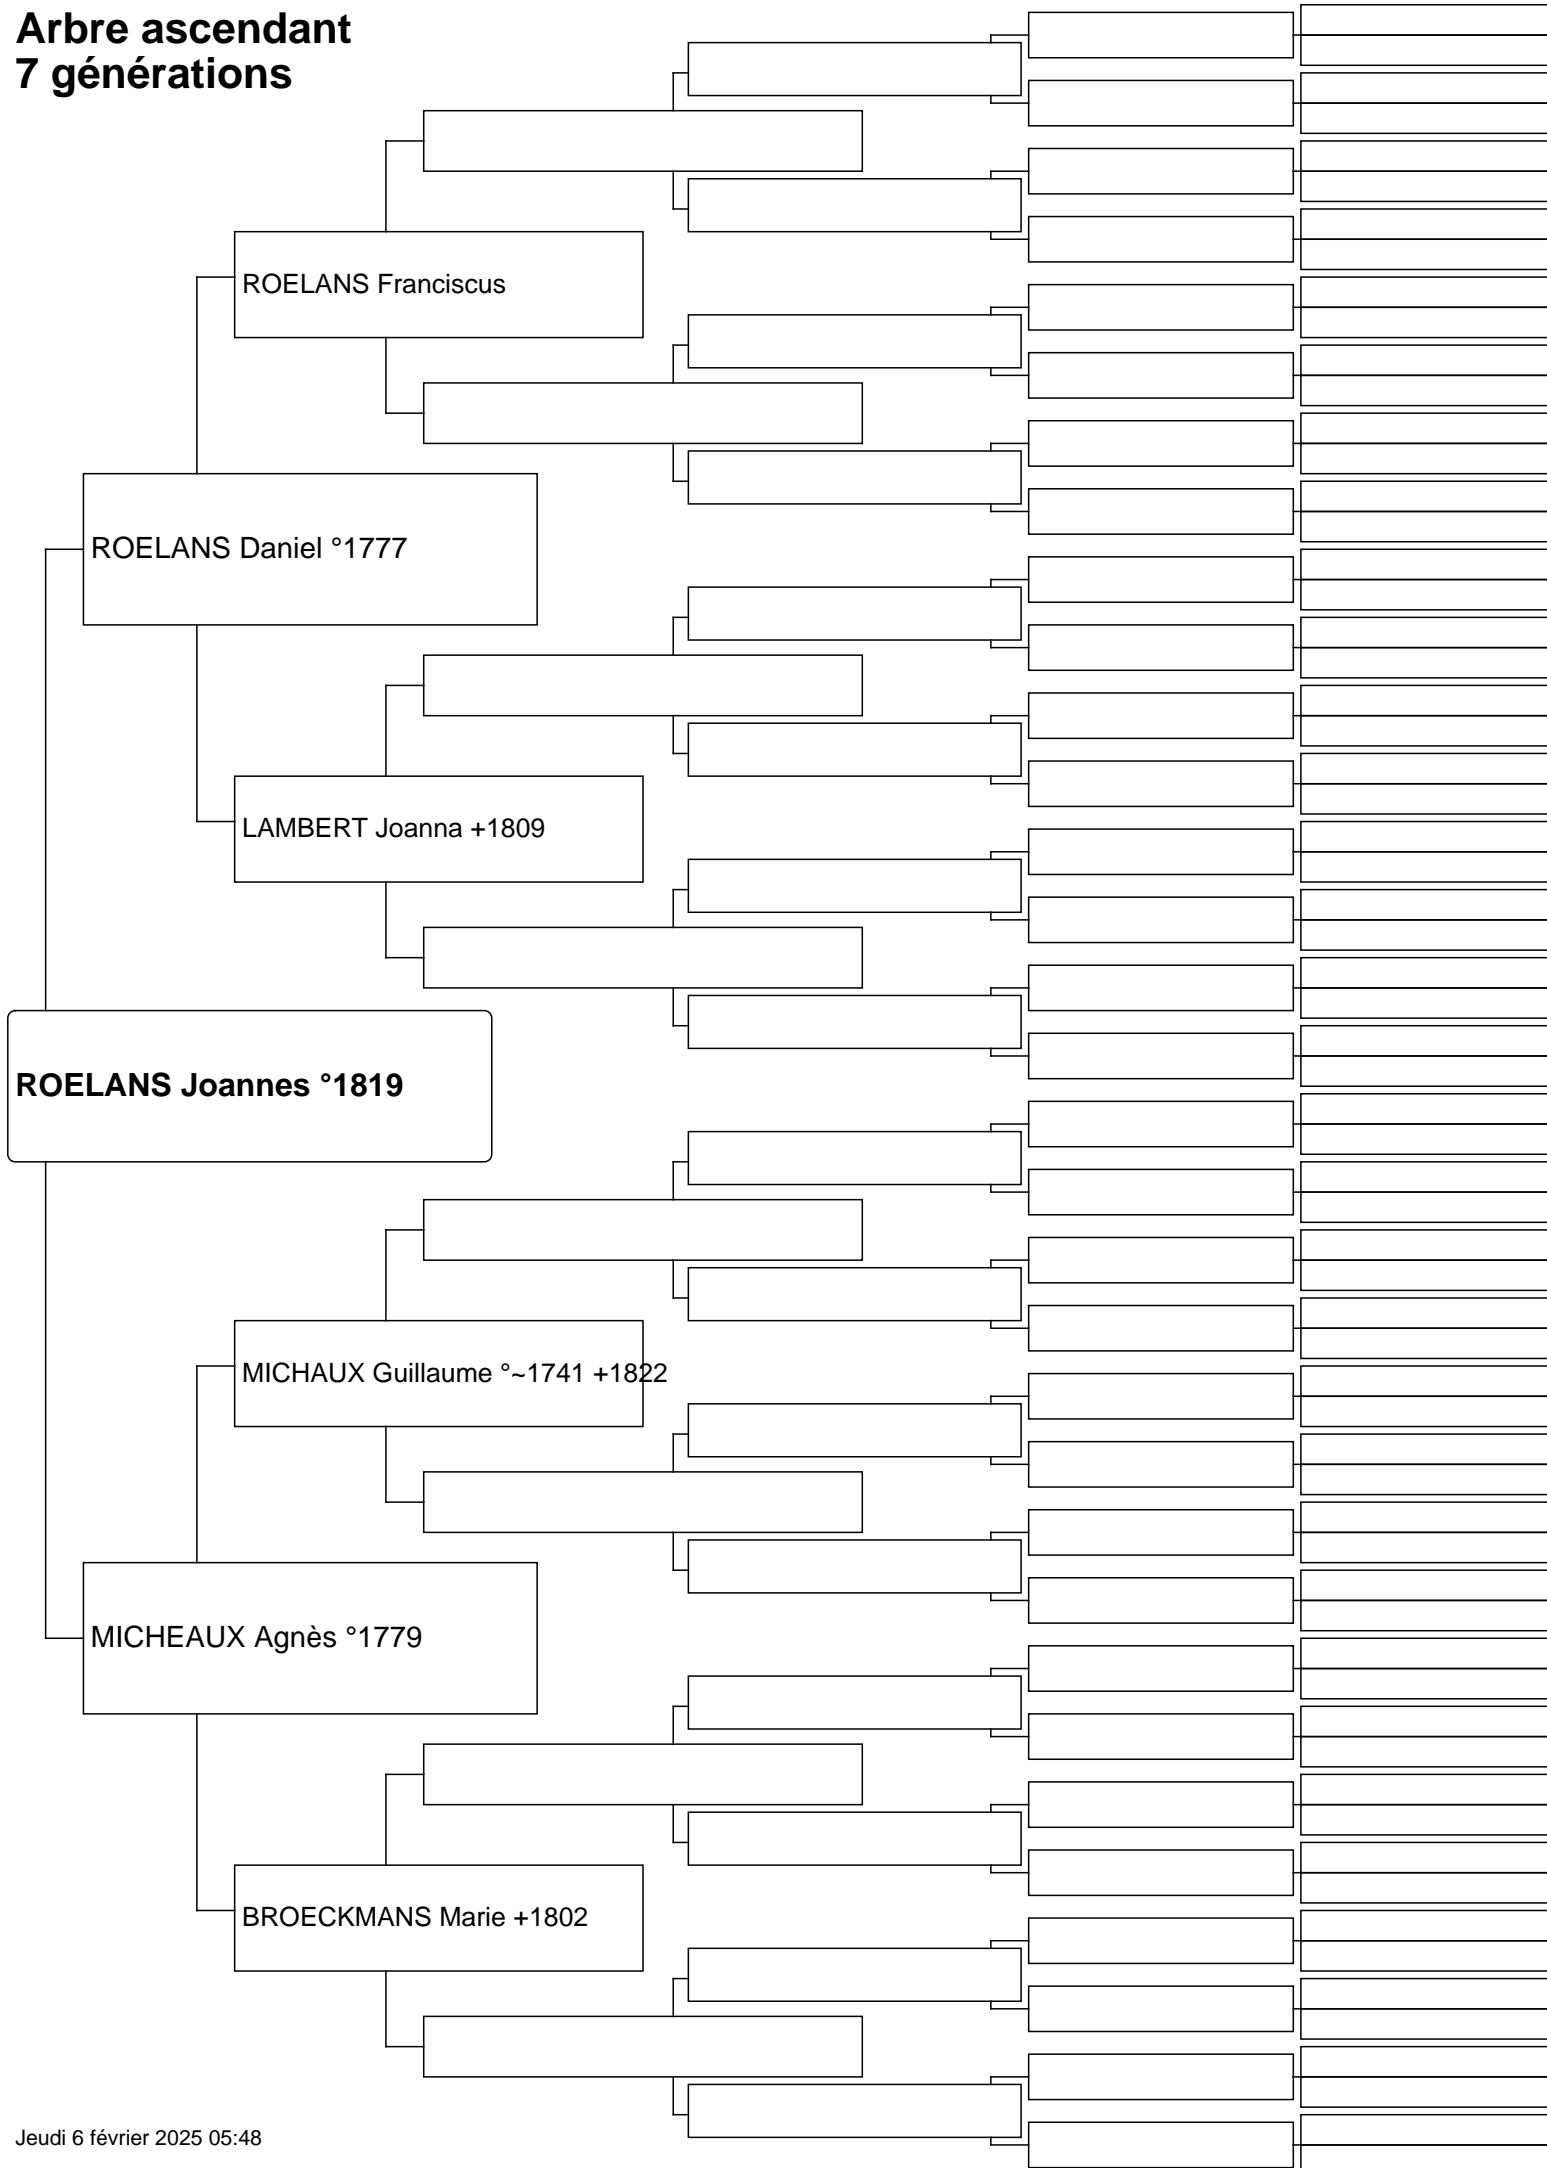 Arbre ascendant
7 générations
ROELANS Franciscus
ROELANS Daniel °1777
LAMBERT Joanna +1809
ROELANS Joannes °1819
MICHAUX Guillaume °~1741 +1822
MICHEAUX Agnès °1779
BROECKMANS Marie +1802
Jeudi 6 février 2025 05:48